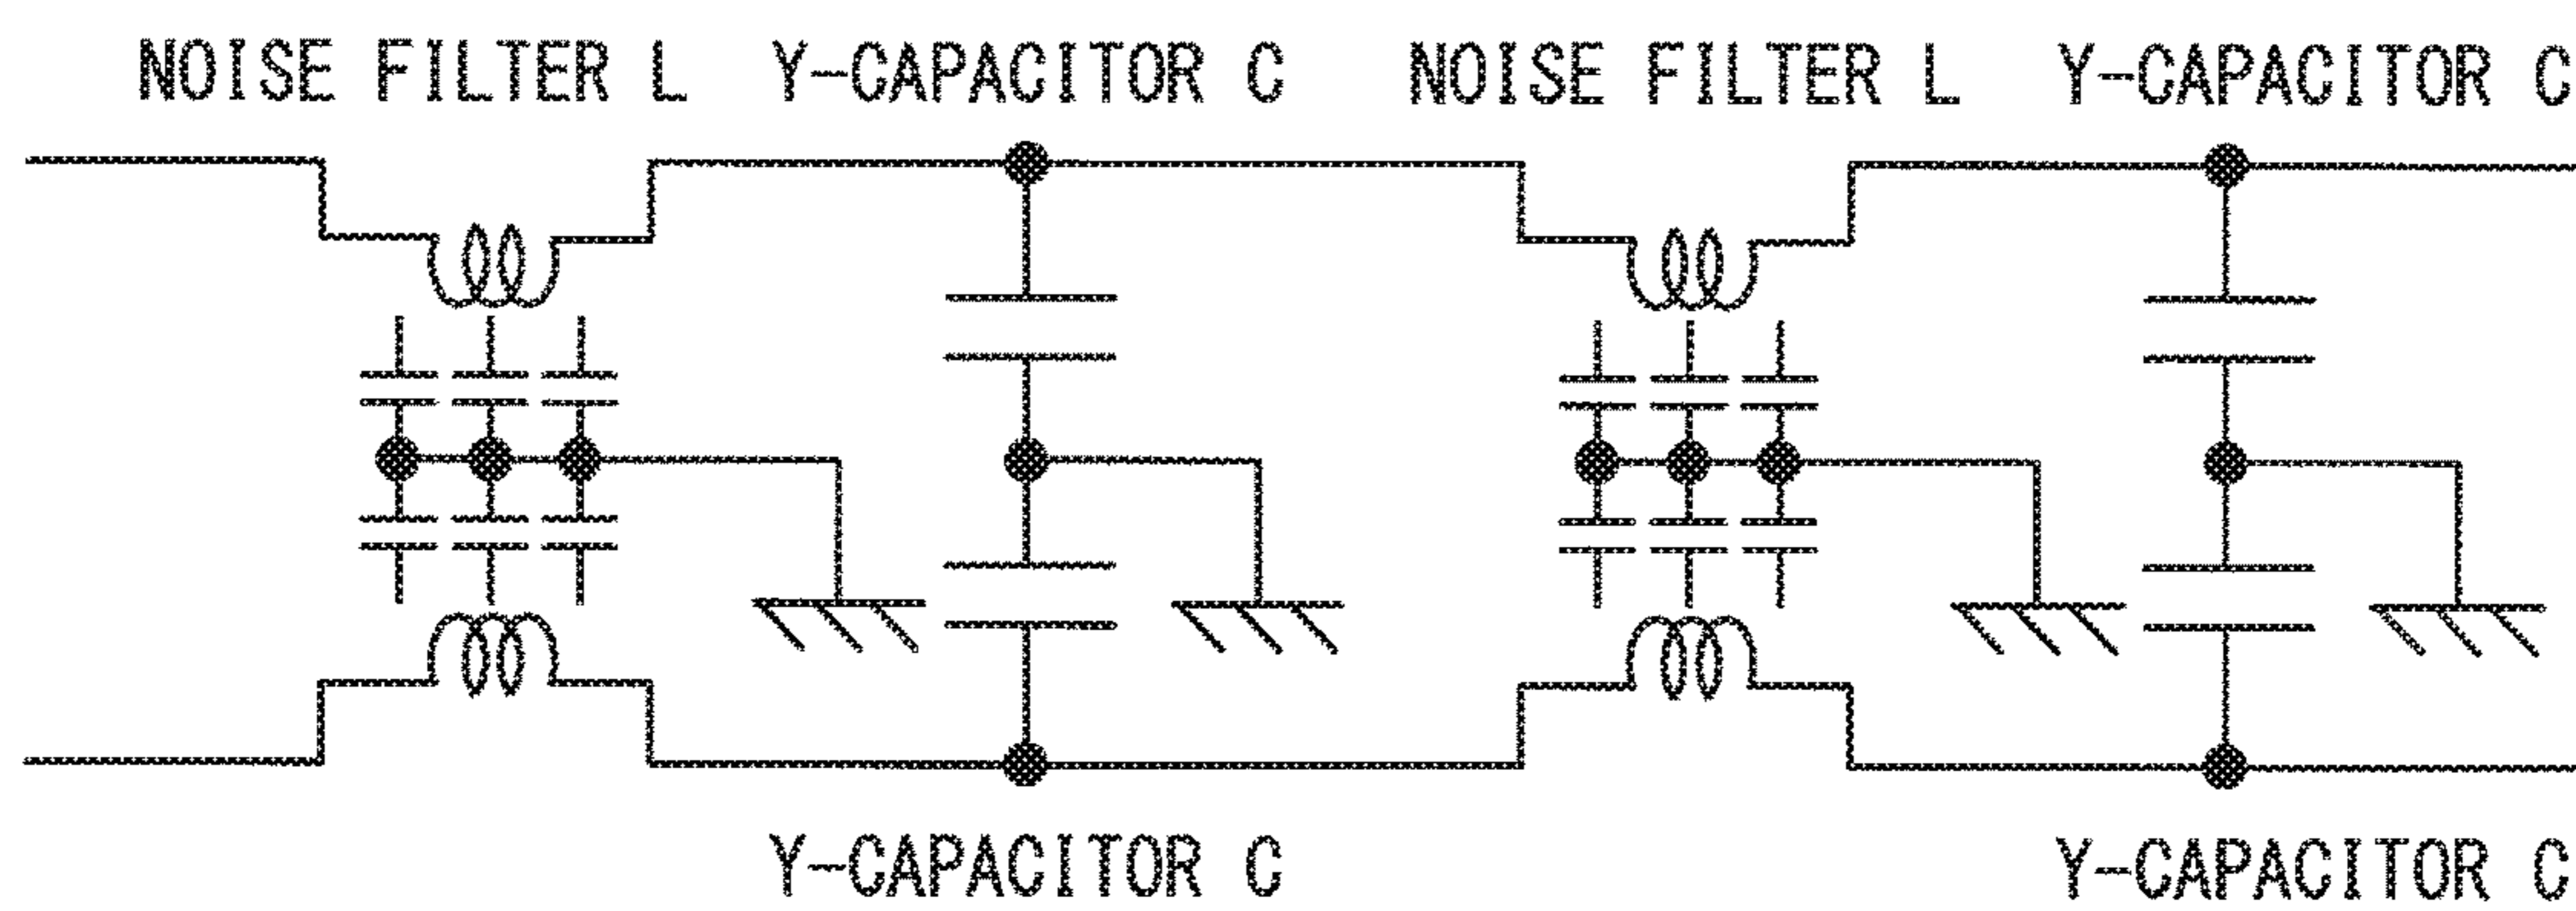 NOISE FILTER L Y-CAPACITOR C NOISE FILTER L Y-CAPACITOR C
Y-CAPACITOR C Y-CAPACITOR C